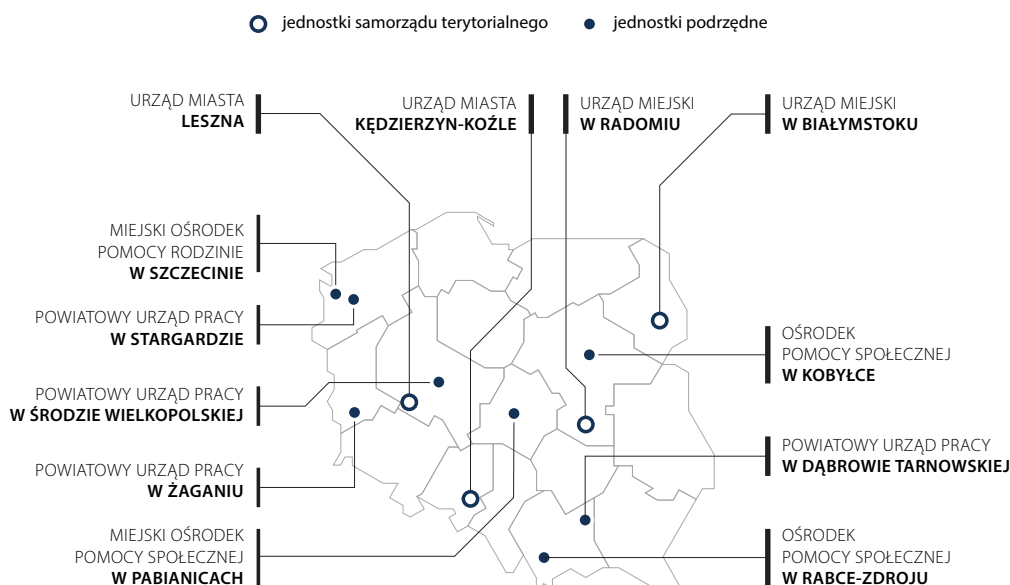 jednostki samorządu terytorialnego
jednostki podrzędne
URZĄD MIASTA
LESZNA
URZĄD MIASTA
KĘDZIERZYN-KOŹLE
URZĄD MIEJSKI
W RADOMIU
URZĄD MIEJSKI
W BIAŁYMSTOKU
MIEJSKI OŚRODEK
POMOCY RODZINIE
W SZCZECINIE
POWIATOWY URZĄD PRACY
W STARGARDZIE
POWIATOWY URZĄD PRACY
W ŚRODZIE WIELKOPOLSKIEJ
POWIATOWY URZĄD PRACY
W ŻAGANIU
MIEJSKI OŚRODEK
POMOCY SPOŁECZNEJ
W PABIANICACH
OŚRODEK
POMOCY SPOŁECZNEJ
W KOBYŁCE
POWIATOWY URZĄD PRACY
W DĄBROWIE TARNOWSKIEJ
OŚRODEK
POMOCY SPOŁECZNEJ
W RABCE-ZDROJU